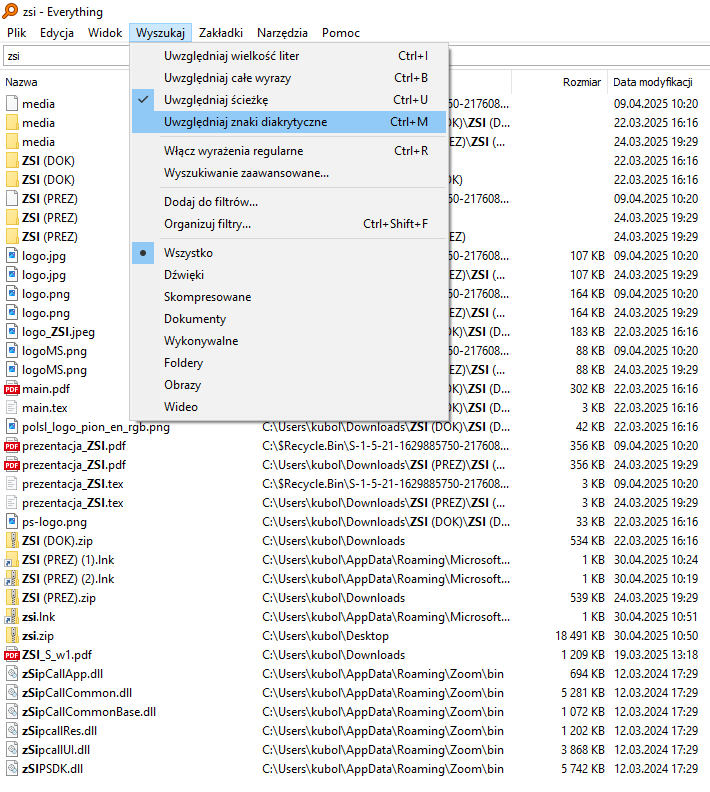 zsi - Everything
Plik Edycja Widok Wyszukaj Zakładki Narzędzia Pomoc
zsi
Uwzględniaj wielkość liter Ctrl+I
Uwzględniaj całe wyrazy Ctrl+B
Uwzględniaj ścieżkę Ctrl+U
Uwzględniaj znaki diakrytyczne Ctrl+M
Włącz wyrażenia regularne Ctrl+R
Wyszukiwanie zaawansowane...
Dodaj do filtrów...
Organizuj filtry... Ctrl+Shift+F
Wszystko
Dźwięki
Skompresowane
Dokumenty
Wykonywalne
Foldery
Obrazy
Wideo
Nazwa Rozmiar Data modyfikacji
media 50-217608... 09.04.2025 10:20
media OK)\ZSI (D... 22.03.2025 16:16
media REZ)\ZSI (... 24.03.2025 19:29
ZSI (DOK) 22.03.2025 16:16
ZSI (DOK) OK) 22.03.2025 16:16
ZSI (PREZ) 50-217608... 09.04.2025 10:20
ZSI (PREZ) 24.03.2025 19:29
ZSI (PREZ) EZ) 24.03.2025 19:29
logo.jpg 50-217608... 107 KB 09.04.2025 10:20
logo.jpg REZ)\ZSI (... 107 KB 24.03.2025 19:29
logo.png 50-217608... 164 KB 09.04.2025 10:20
logo.png REZ)\ZSI (... 164 KB 24.03.2025 19:29
logo_ZSI.jpeg OK)\ZSI (D... 183 KB 22.03.2025 16:16
logoMS.png 50-217608... 88 KB 09.04.2025 10:20
logoMS.png REZ)\ZSI (... 88 KB 24.03.2025 19:29
main.pdf OK)\ZSI (D... 302 KB 22.03.2025 16:16
main.tex OK)\ZSI (D... 3 KB 22.03.2025 16:16
polsl_logo_pion_en_rgb.png C:\Users\kubol\Downloads\ZSI (DOK)\ZSI (D... 42 KB 22.03.2025 16:16
prezentacja_ZSI.pdf C:\$Recycle.Bin\S-1-5-21-1629885750-217608... 356 KB 09.04.2025 10:20
prezentacja_ZSI.pdf C:\Users\kubol\Downloads\ZSI (PREZ)\ZSI (... 356 KB 24.03.2025 19:29
prezentacja_ZSI.tex C:\$Recycle.Bin\S-1-5-21-1629885750-217608... 3 KB 09.04.2025 10:20
prezentacja_ZSI.tex C:\Users\kubol\Downloads\ZSI (PREZ)\ZSI (... 3 KB 24.03.2025 19:29
ps-logo.png C:\Users\kubol\Downloads\ZSI (DOK)\ZSI (D... 33 KB 22.03.2025 16:16
ZSI (DOK).zip C:\Users\kubol\Downloads 534 KB 22.03.2025 16:16
ZSI (PREZ) (1).lnk C:\Users\kubol\AppData\Roaming\Microsoft... 1 KB 30.04.2025 10:24
ZSI (PREZ) (2).lnk C:\Users\kubol\AppData\Roaming\Microsoft... 1 KB 30.04.2025 10:19
ZSI (PREZ).zip C:\Users\kubol\Downloads 539 KB 24.03.2025 19:29
zsi.lnk C:\Users\kubol\AppData\Roaming\Microsoft... 1 KB 30.04.2025 10:51
zsi.zip C:\Users\kubol\Desktop 18 491 KB 30.04.2025 10:50
ZSI_S_w1.pdf C:\Users\kubol\Downloads 1 209 KB 19.03.2025 13:18
zSipCallApp.dll C:\Users\kubol\AppData\Roaming\Zoom\bin 694 KB 12.03.2024 17:29
zSipCallCommon.dll C:\Users\kubol\AppData\Roaming\Zoom\bin 5 281 KB 12.03.2024 17:29
zSipCallCommonBase.dll C:\Users\kubol\AppData\Roaming\Zoom\bin 1 072 KB 12.03.2024 17:29
zSipcallRes.dll C:\Users\kubol\AppData\Roaming\Zoom\bin 1 202 KB 12.03.2024 17:29
zSipcallUI.dll C:\Users\kubol\AppData\Roaming\Zoom\bin 3 868 KB 12.03.2024 17:29
zSIPSDK.dll C:\Users\kubol\AppData\Roaming\Zoom\bin 5 742 KB 12.03.2024 17:29